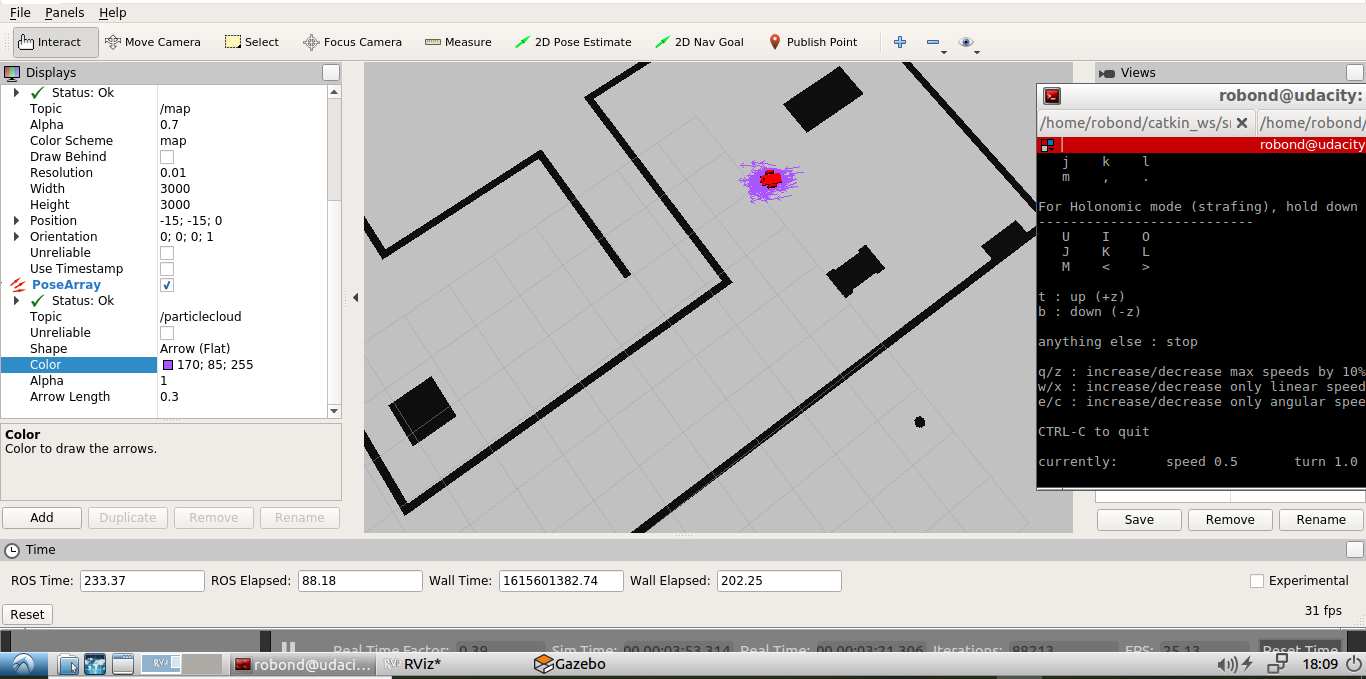 File Panels Help
Interact Move Camera Select Focus Camera Measure 2D Pose Estimate 2D Nav Goal Publish Point
Displays
Status: Ok
Topic /map
Alpha 0.7
Color Scheme map
Draw Behind
Resolution 0.01
Width 3000
Height 3000
Position -15; -15; 0
Orientation 0; 0; 0; 1
Unreliable
Use Timestamp
PoseArray
Status: Ok
Topic /particlecloud
Unreliable
Shape Arrow (Flat)
Color 170; 85; 255
Alpha 1
Arrow Length 0.3
Color
Color to draw the arrows.
Add Duplicate Remove Rename
Views
robond@udacity:
/home/robond/catkin_ws/sr /home/robond/
robond@udacity
j k l
m , .
For Holonomic mode (strafing), hold down
---------------------------
U I O
J K L
M < >
t : up (+z)
b : down (-z)
anything else : stop
q/z : increase/decrease max speeds by 10%
w/x : increase/decrease only linear speed
e/c : increase/decrease only angular spee
CTRL-C to quit
currently: speed 0.5 turn 1.0
Save Remove Rename
Time
ROS Time: 233.37 ROS Elapsed: 88.18 Wall Time: 1615601382.74 Wall Elapsed: 202.25 Experimental
Reset 31 fps
Real Time Factor: 0.39 Sim Time: 00 00:03:53.314 Real Time: 00 00:03:21.306 Iterations: 88213 FPS: 25.13 Reset Time
RViz robond@udaci... RViz RViz* Gazebo 18:09